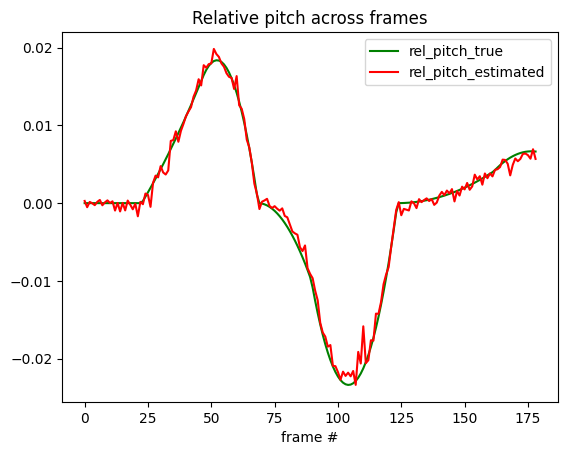 Relative pitch across frames
rel_pitch_true
rel_pitch_estimated
0.02
0.01
0.00
−0.01
−0.02
0 25 50 75 100 125 150 175
frame #